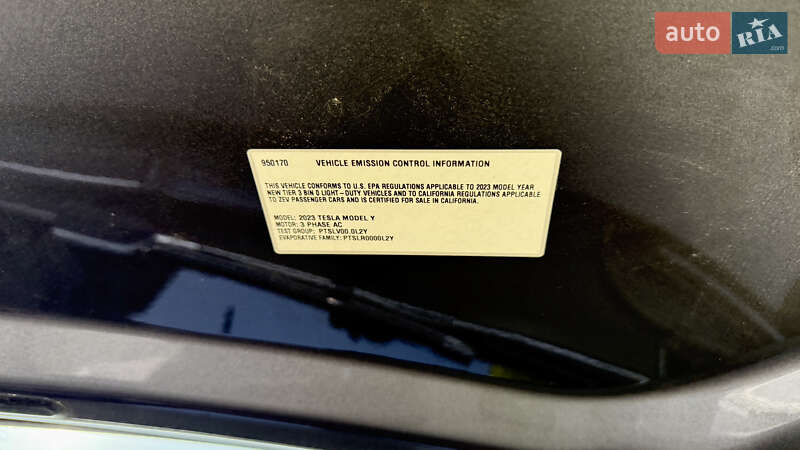 auto RIA .com
950170 VEHICLE EMISSION CONTROL INFORMATION
THIS VEHICLE CONFORMS TO U.S. EPA REGULATIONS APPLICABLE TO 2023 MODEL YEAR
NEW TIER 3 BIN 0 LIGHT-DUTY VEHICLES AND TO CALIFORNIA REGULATIONS APPLICABLE
TO ZEV PASSENGER CARS AND IS CERTIFIED FOR SALE IN CALIFORNIA.
MODEL: 2023 TESLA MODEL Y
MOTOR: 3 PHASE AC
TEST GROUP: PTSLV00.0L2Y
EVAPORATIVE FAMILY: PTSLR0000L2Y